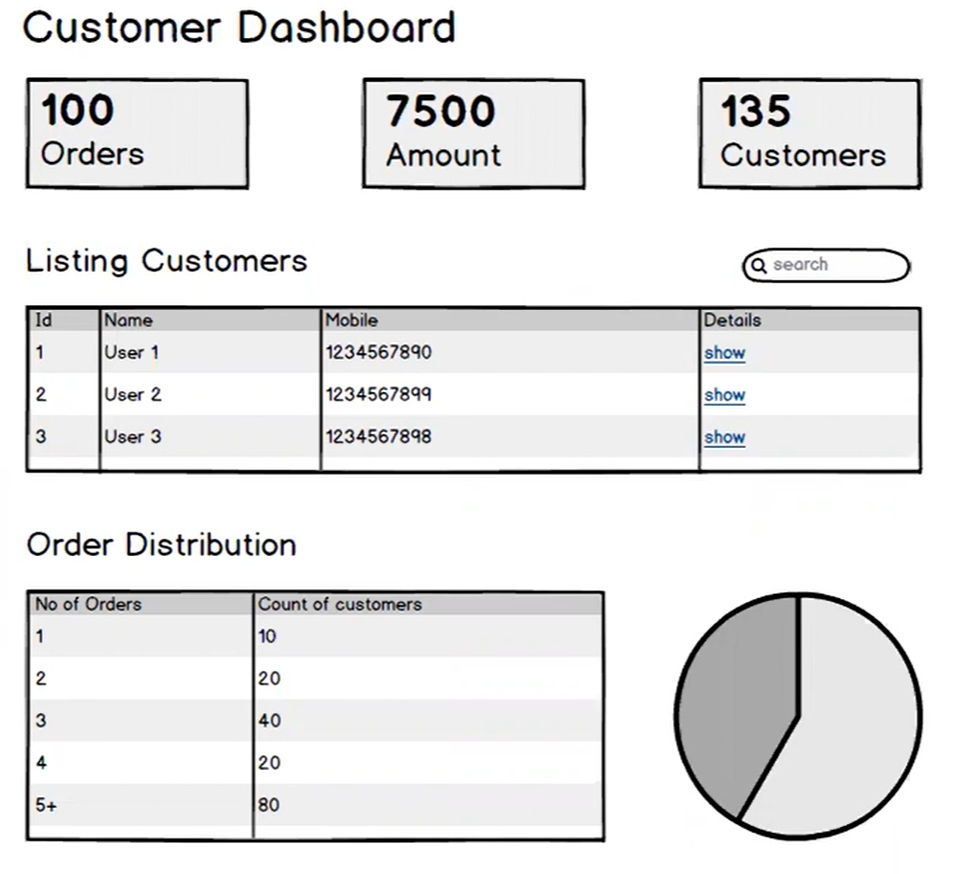 Customer Dashboard
100
Orders
7500
Amount
135
Customers
Listing Customers
search
Id Name Mobile Details
1 User 1 1234567890 show
2 User 2 1234567899 show
3 User 3 1234567898 show
Order Distribution
No of Orders Count of customers
1 10
2 20
3 40
4 20
5+ 80